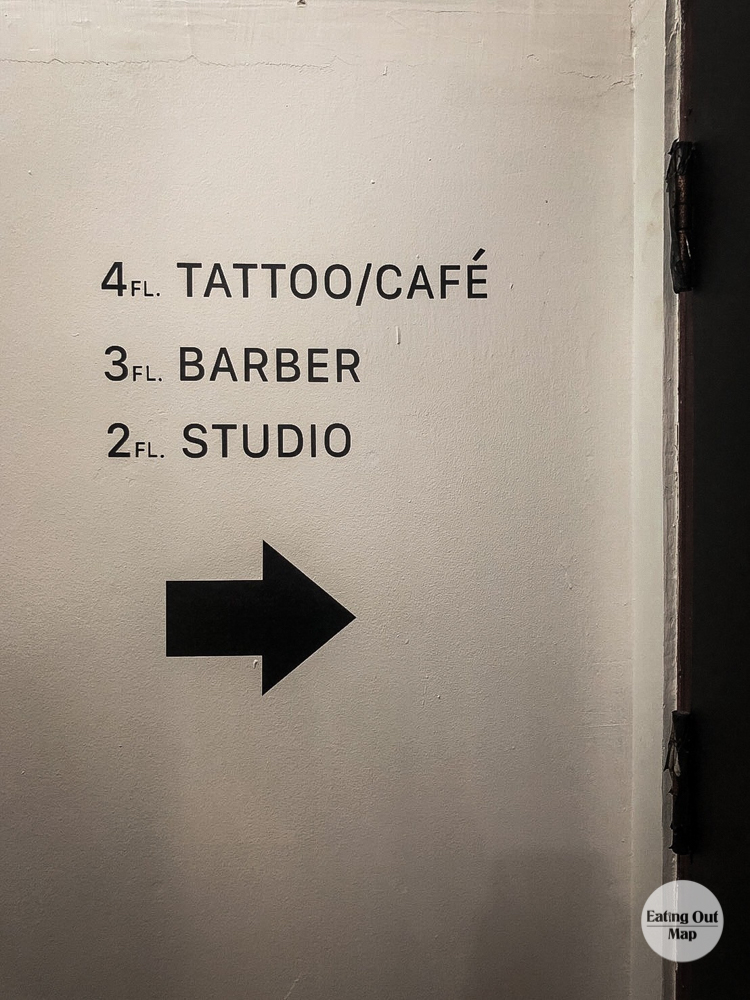 4FL. TATTOO/CAFÉ
3FL. BARBER
2FL. STUDIO
Eating Out
Map